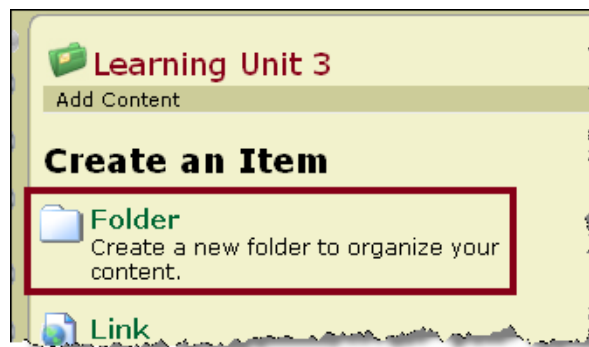 Learning Unit 3
Add Content
Create an Item
Folder
Create a new folder to organize your
content.
Link